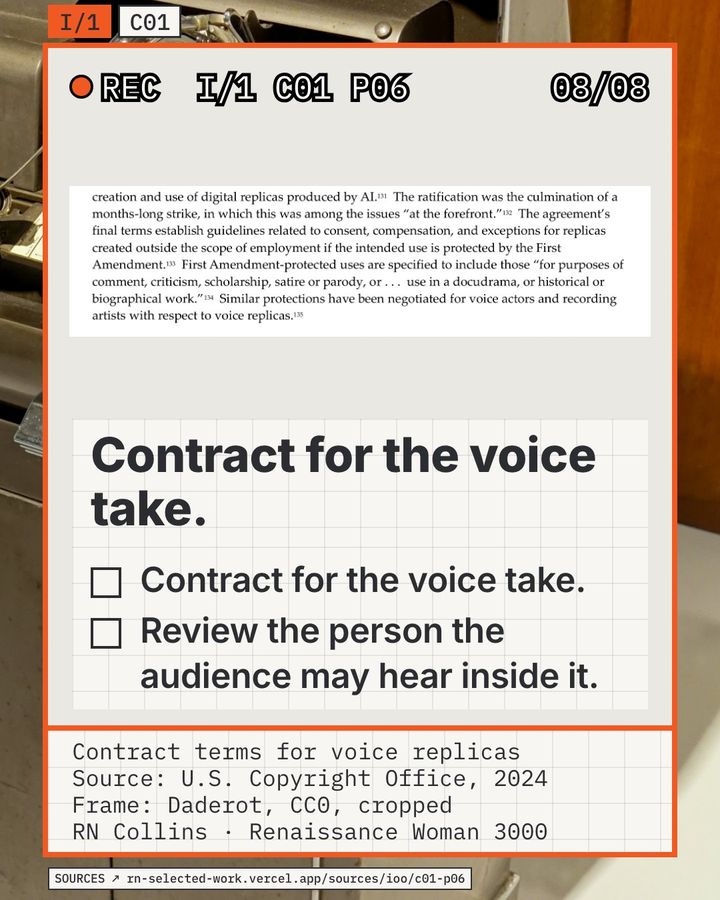 I/1 C01
REC I/1 C01 P06 08/08
creation and use of digital replicas produced by AI.131 The ratification was the culmination of a
months-long strike, in which this was among the issues “at the forefront.”132 The agreement’s
final terms establish guidelines related to consent, compensation, and exceptions for replicas
created outside the scope of employment if the intended use is protected by the First
Amendment.133 First Amendment-protected uses are specified to include those “for purposes of
comment, criticism, scholarship, satire or parody, or . . . use in a docudrama, or historical or
biographical work.”134 Similar protections have been negotiated for voice actors and recording
artists with respect to voice replicas.135
Contract for the voice
take.
Contract for the voice take.
Review the person the
audience may hear inside it.
Contract terms for voice replicas
Source: U.S. Copyright Office, 2024
Frame: Daderot, CC0, cropped
RN Collins · Renaissance Woman 3000
SOURCES ↗ rn-selected-work.vercel.app/sources/ioo/c01-p06